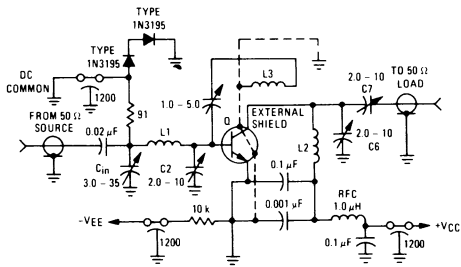 TYPE
1N3195
TYPE
1N3195
DC
COMMON
1200
FROM 50 Ω
SOURCE
0.02 µF
91
L1
Cin
3.0 – 35
C2
2.0 – 10
1.0 – 5.0
L3
Q
EXTERNAL
SHIELD
L2
2.0 – 10
C7
TO 50 Ω
LOAD
2.0 – 10
C6
0.1 µF
0.001 µF
RFC
1.0 µH
–VEE
1200
10 k
0.1 µF
1200
+VCC